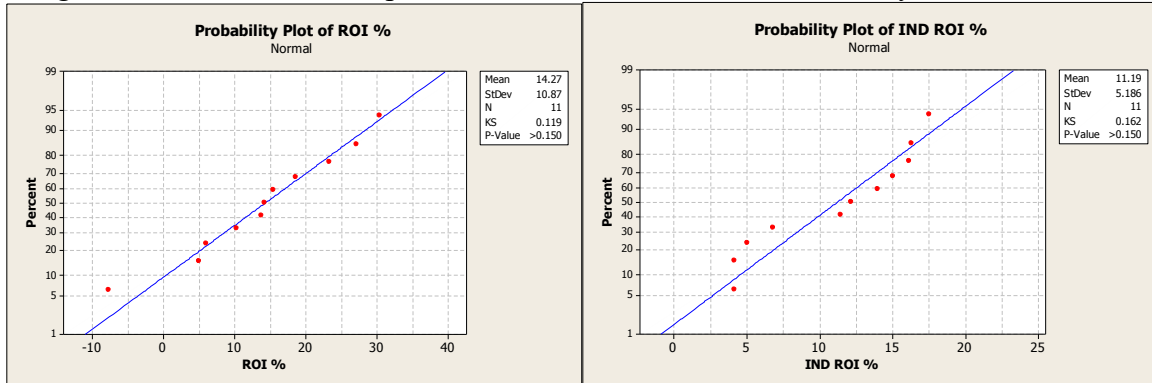 Probability Plot of ROI %
Normal
99
95
90
80
70
60
50
40
30
20
10
5
1
Percent
-10 0 10 20 30 40
ROI %
Mean 14.27
StDev 10.87
N 11
KS 0.119
P-Value >0.150
Probability Plot of IND ROI %
Normal
99
95
90
80
70
60
50
40
30
20
10
5
1
Percent
0 5 10 15 20 25
IND ROI %
Mean 11.19
StDev 5.186
N 11
KS 0.162
P-Value >0.150